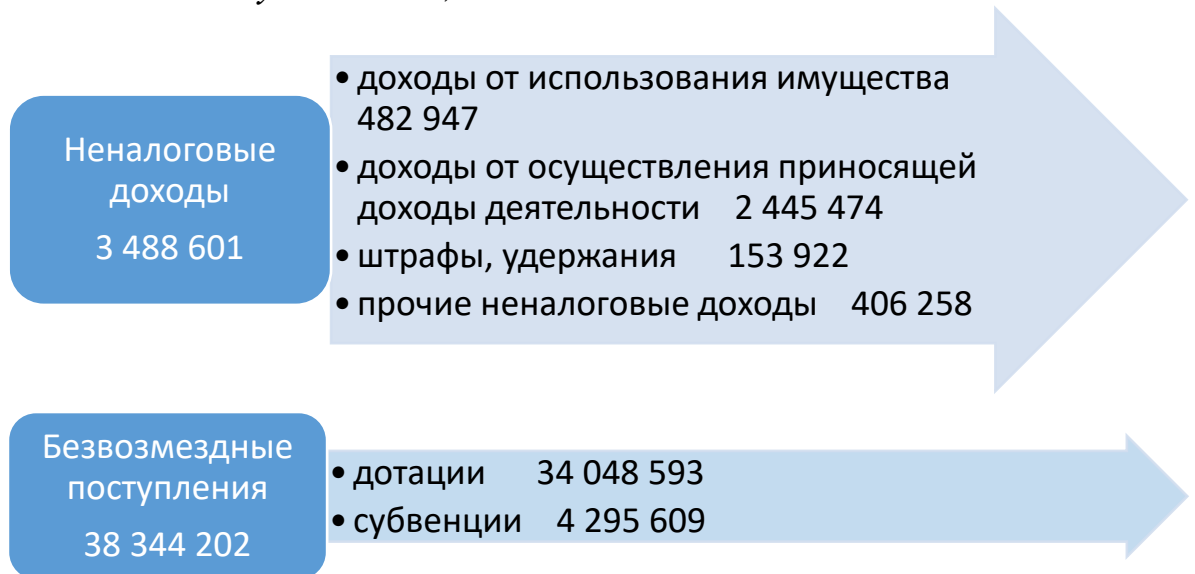 Неналоговые
доходы
3 488 601
• доходы от использования имущества
482 947
• доходы от осуществления приносящей
доходы деятельности 2 445 474
• штрафы, удержания 153 922
• прочие неналоговые доходы 406 258
Безвозмездные
поступления
38 344 202
• дотации 34 048 593
• субвенции 4 295 609